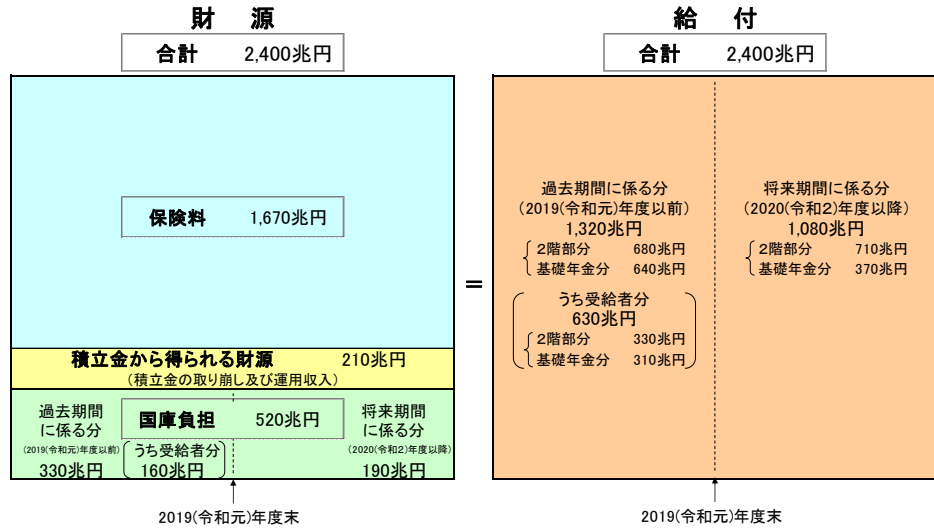 財　源
合計　2,400兆円
保険料　1,670兆円
積立金から得られる財源　210兆円
(積立金の取り崩し及び運用収入)
過去期間
に係る分
(2019(令和元)年度以前)
330兆円
国庫負担　520兆円
うち受給者分
160兆円
将来期間
に係る分
(2020(令和2)年度以降)
190兆円
2019(令和元)年度末
＝
給　付
合計　2,400兆円
過去期間に係る分
(2019(令和元)年度以前)
1,320兆円
2階部分　680兆円
基礎年金分　640兆円
うち受給者分
630兆円
2階部分　330兆円
基礎年金分　310兆円
将来期間に係る分
(2020(令和2)年度以降)
1,080兆円
2階部分　710兆円
基礎年金分　370兆円
2019(令和元)年度末